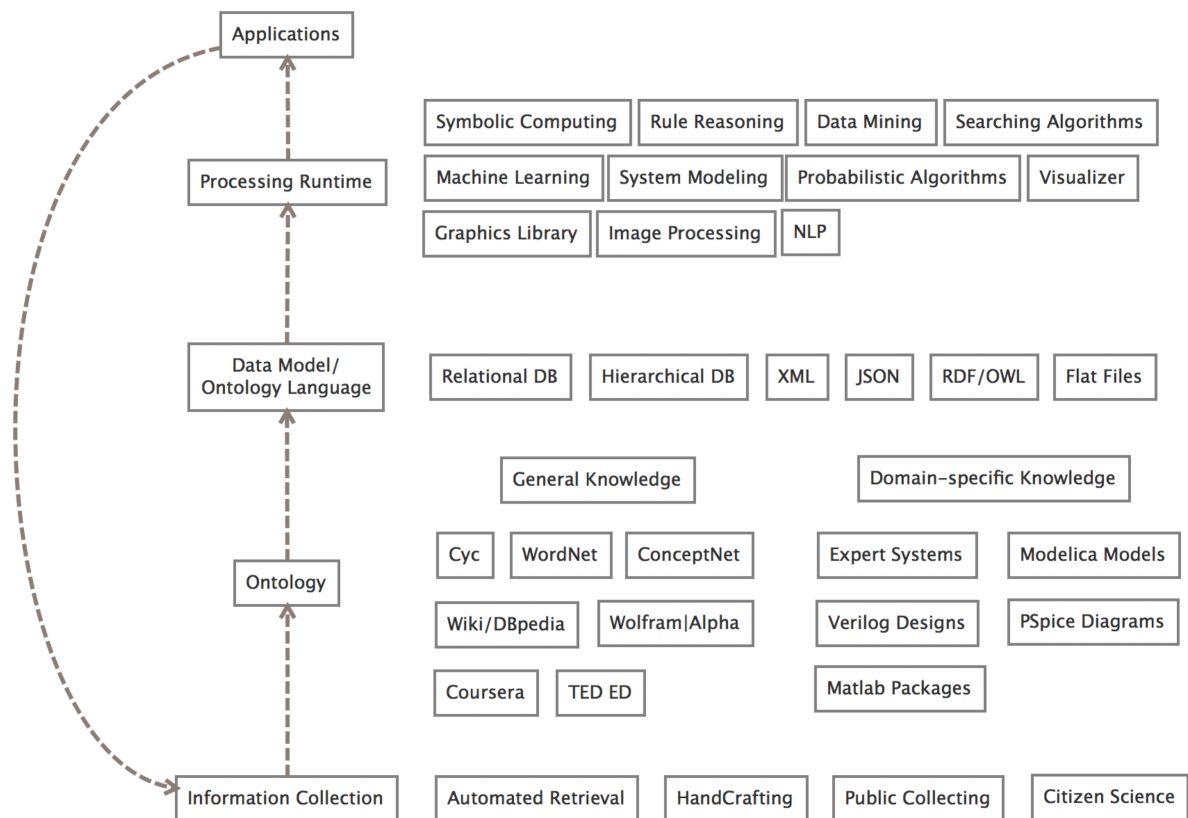 Applications
Symbolic Computing
Rule Reasoning
Data Mining
Searching Algorithms
Processing Runtime
Machine Learning
System Modeling
Probabilistic Algorithms
Visualizer
Graphics Library
Image Processing
NLP
Data Model/
Ontology Language
Relational DB
Hierarchical DB
XML
JSON
RDF/OWL
Flat Files
General Knowledge
Domain-specific Knowledge
Ontology
Cyc
WordNet
ConceptNet
Expert Systems
Modelica Models
Wiki/DBpedia
Wolfram|Alpha
Verilog Designs
PSpice Diagrams
Coursera
TED ED
Matlab Packages
Information Collection
Automated Retrieval
HandCrafting
Public Collecting
Citizen Science